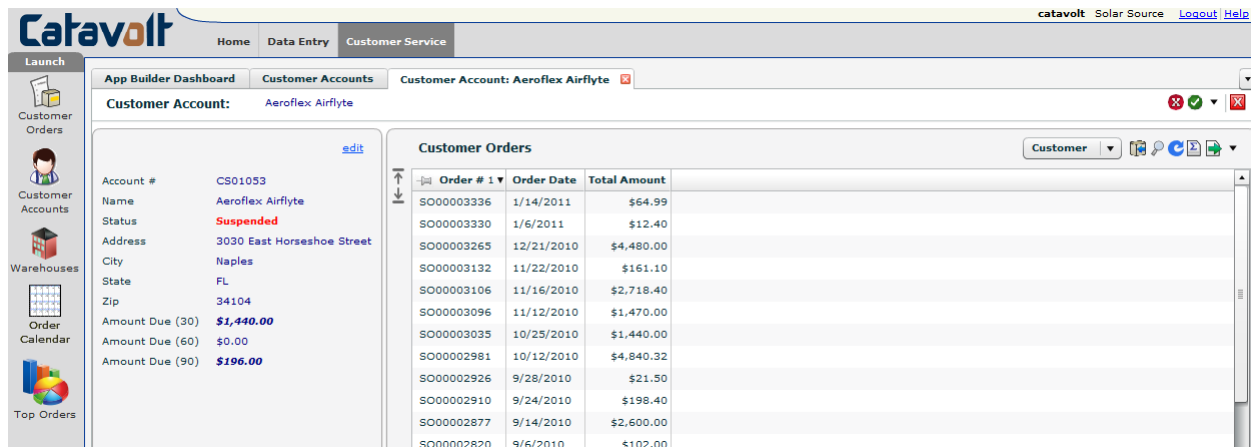 catavolt Solar Source Logout Help
Catavolt
Home Data Entry Customer Service
Launch
Customer
Orders
Customer
Accounts
Warehouses
Order
Calendar
Top Orders
App Builder Dashboard Customer Accounts Customer Account: Aeroflex Airflyte
Customer Account: Aeroflex Airflyte
edit
Account # CS01053
Name Aeroflex Airflyte
Status Suspended
Address 3030 East Horseshoe Street
City Naples
State FL
Zip 34104
Amount Due (30) $1,440.00
Amount Due (60) $0.00
Amount Due (90) $196.00
Customer Orders Customer
Order # 1 Order Date Total Amount
SO00003336 1/14/2011 $64.99
SO00003330 1/6/2011 $12.40
SO00003265 12/21/2010 $4,480.00
SO00003132 11/22/2010 $161.10
SO00003106 11/16/2010 $2,718.40
SO00003096 11/12/2010 $1,470.00
SO00003035 10/25/2010 $1,440.00
SO00002981 10/12/2010 $4,840.32
SO00002926 9/28/2010 $21.50
SO00002910 9/24/2010 $198.40
SO00002877 9/14/2010 $2,600.00
SO00002820 9/6/2010 $102.00